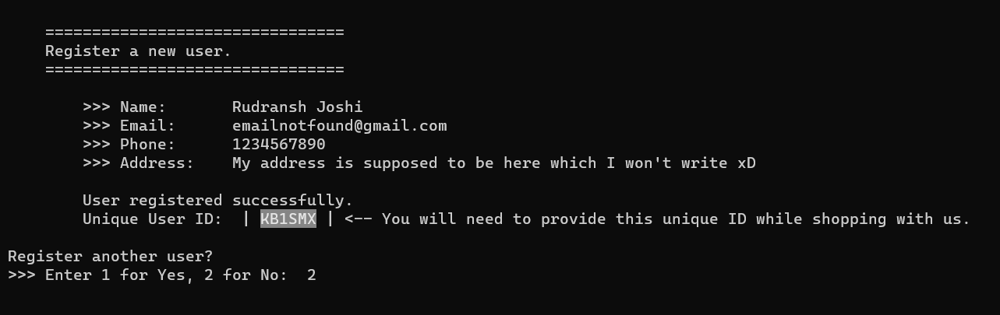 ================================
Register a new user.
================================
>>> Name: Rudransh Joshi
>>> Email: emailnotfound@gmail.com
>>> Phone: 1234567890
>>> Address: My address is supposed to be here which I won't write xD
User registered successfully.
Unique User ID: | KB1SMX | <-- You will need to provide this unique ID while shopping with us.
Register another user?
>>> Enter 1 for Yes, 2 for No: 2